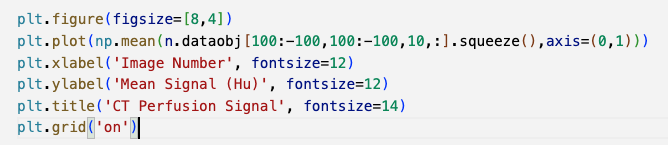 plt.figure(figsize=[8,4])
plt.plot(np.mean(n.dataobj[100:-100,100:-100,10,:].squeeze(),axis=(0,1)))
plt.xlabel('Image Number', fontsize=12)
plt.ylabel('Mean Signal (Hu)', fontsize=12)
plt.title('CT Perfusion Signal', fontsize=14)
plt.grid('on')